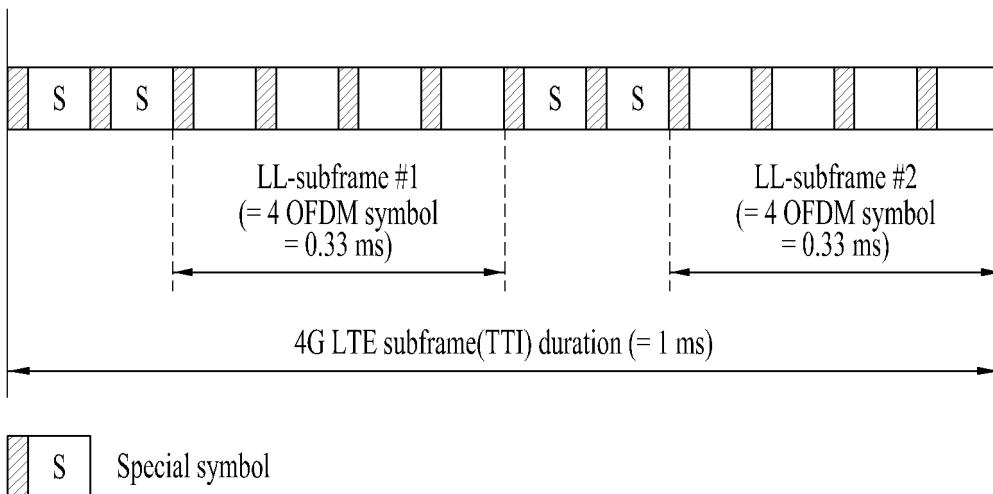 S S S S
LL-subframe #1
(= 4 OFDM symbol
= 0.33 ms)
LL-subframe #2
(= 4 OFDM symbol
= 0.33 ms)
4G LTE subframe(TTI) duration (= 1 ms)
S Special symbol